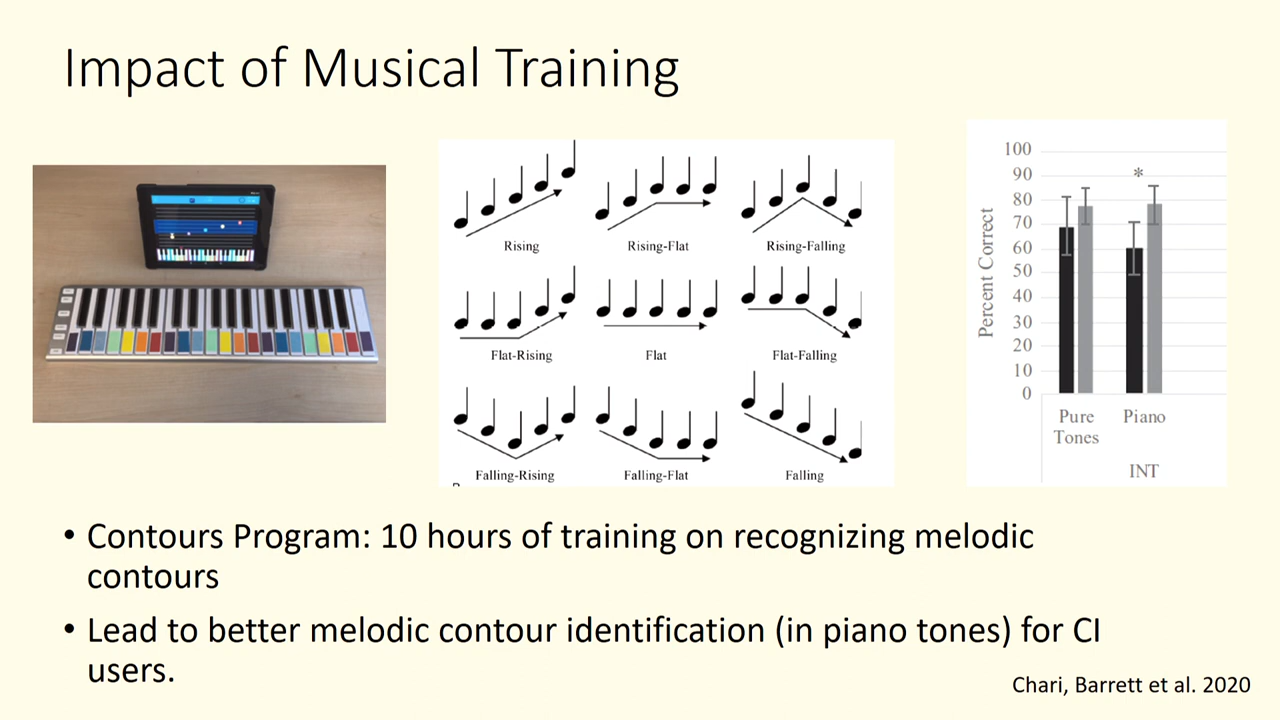 Impact of Musical Training
Rising
Rising-Flat
Rising-Falling
Flat-Rising
Flat
Flat-Falling
Falling-Rising
Falling-Flat
Falling
100
90
80
70
60
50
40
30
20
10
0
Percent Correct
*
Pure
Tones
Piano
INT
• Contours Program: 10 hours of training on recognizing melodic
contours
• Lead to better melodic contour identification (in piano tones) for CI
users.
Chari, Barrett et al. 2020